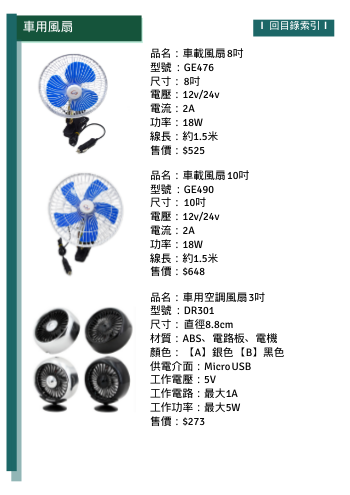 車用風扇
I 回目錄索引 I
品名：車載風扇8吋
型號：GE476
尺寸：8吋
電壓：12v/24v
電流：2A
功率：18W
線長：約1.5米
售價：$525
品名：車載風扇10吋
型號：GE490
尺寸：10吋
電壓：12v/24v
電流：2A
功率：18W
線長：約1.5米
售價：$648
品名：車用空調風扇3吋
型號：DR301
尺寸：直徑8.8cm
材質：ABS、電路板、電機
顏色：【A】銀色【B】黑色
供電介面：MicroUSB
工作電壓：5V
工作電路：最大1A
工作功率：最大5W
售價：$273